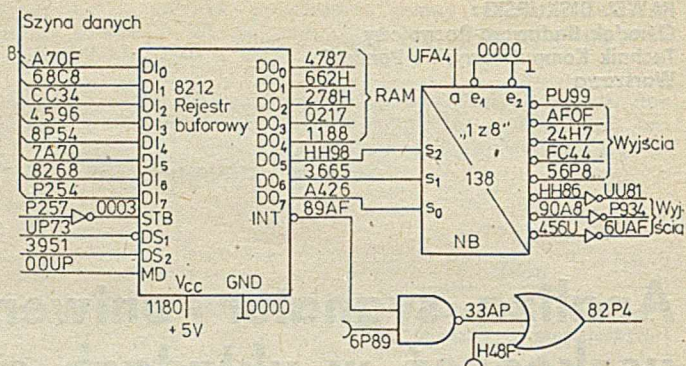 Szyna danych
8
A70F DI0
68C8 DI1
CC34 DI2
4596 DI3
8P54 DI4
7A70 DI5
8268 DI6
P254 DI7
P257 0003 STB
UP73 DS1
3951 DS2
00UP MD
8212
Rejestr
buforowy
VCC GND
1180 0000
+5V
DO0 4787
DO1 662H
DO2 278H
DO3 0217
DO4 1188
DO5 HH98
DO6 3665
DO7 A426
INT 89AF
RAM
UFA4 0000
a e1 e2
S2
S1
S0
„1 z 8"
138
NB
PU99
AF0F
24H7
FC44
56P8
Wyjścia
HH86 UU81
90A8 P934
456U 6UAF
Wyj-
ścia
33AP 82P4
6P89
H48F